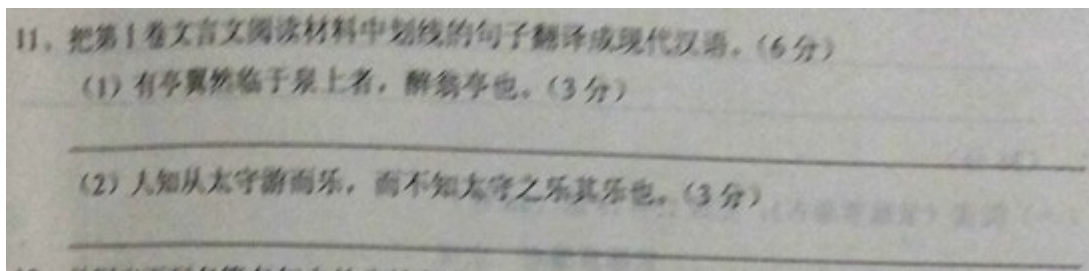 11、把第1卷文言文阅读材料中划线的句子翻译成现代汉语。(6分)
(1)有亭翼然临于泉上者，醉翁亭也。(3分)
(2)人知从太守游而乐，而不知太守之乐其乐也。(3分)